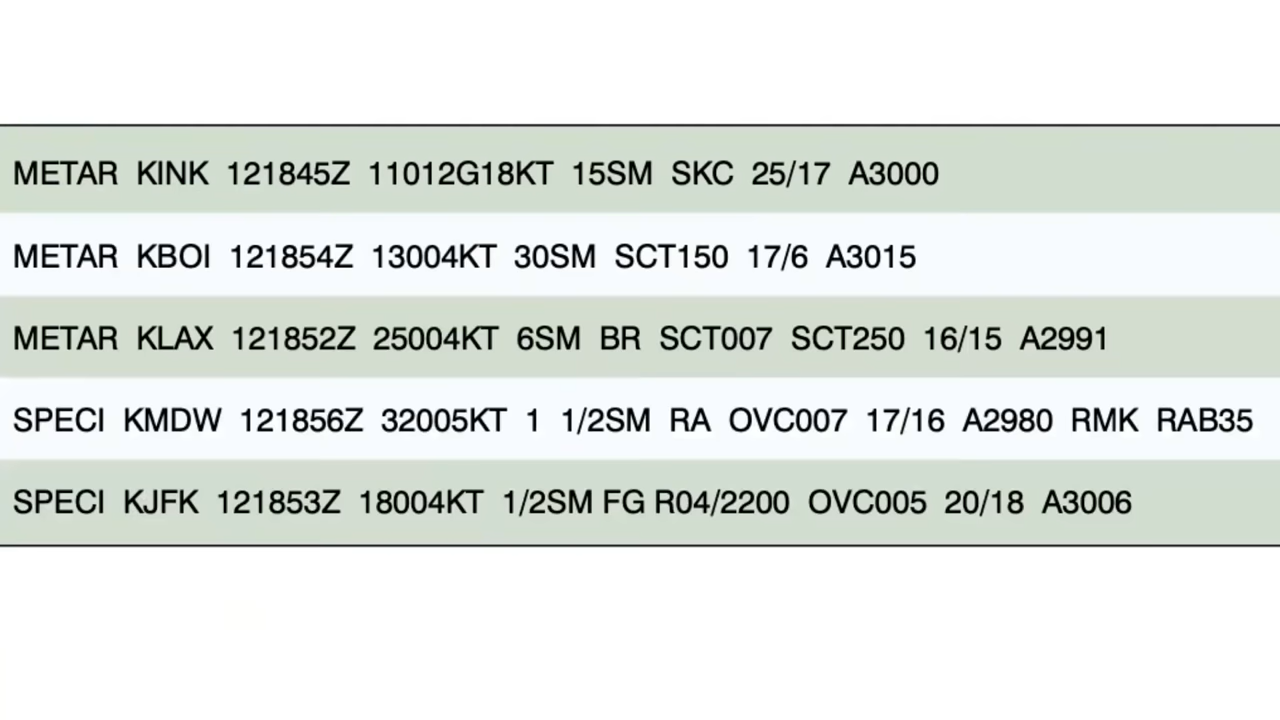 METAR KINK 121845Z 11012G18KT 15SM SKC 25/17 A3000
METAR KBOI 121854Z 13004KT 30SM SCT150 17/6 A3015
METAR KLAX 121852Z 25004KT 6SM BR SCT007 SCT250 16/15 A2991
SPECI KMDW 121856Z 32005KT 1 1/2SM RA OVC007 17/16 A2980 RMK RAB35
SPECI KJFK 121853Z 18004KT 1/2SM FG R04/2200 OVC005 20/18 A3006